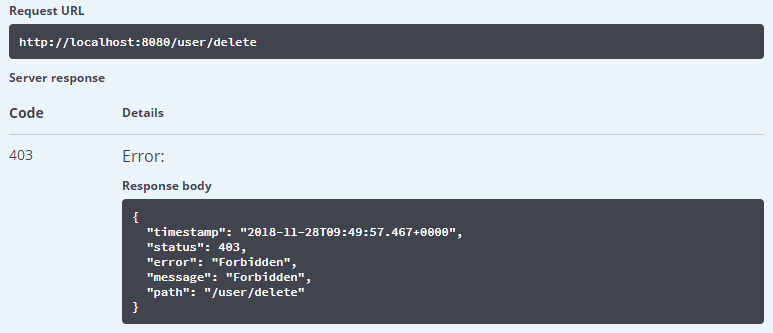 Request URL
http://localhost:8080/user/delete
Server response
Code Details
403 Error:
Response body
{
  "timestamp": "2018-11-28T09:49:57.467+0000",
  "status": 403,
  "error": "Forbidden",
  "message": "Forbidden",
  "path": "/user/delete"
}